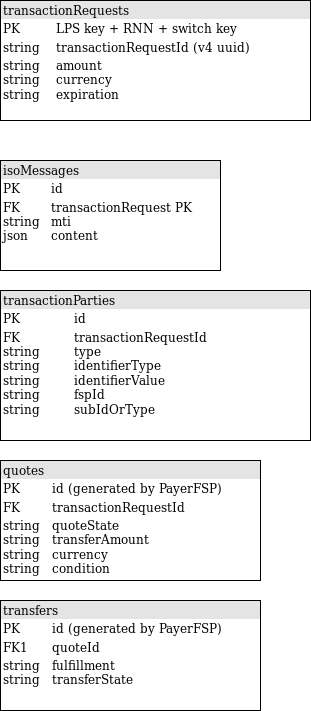 transactionRequests
PK LPS key + RNN + switch key
string transactionRequestId (v4 uuid)
string amount
string currency
string expiration
isoMessages
PK id
FK transactionRequest PK
string mti
json content
transactionParties
PK id
FK transactionRequestId
string type
string identifierType
string identifierValue
string fspId
string subIdOrType
quotes
PK id (generated by PayerFSP)
FK transactionRequestId
string quoteState
string transferAmount
string currency
string condition
transfers
PK id (generated by PayerFSP)
FK1 quoteId
string fulfillment
string transferState